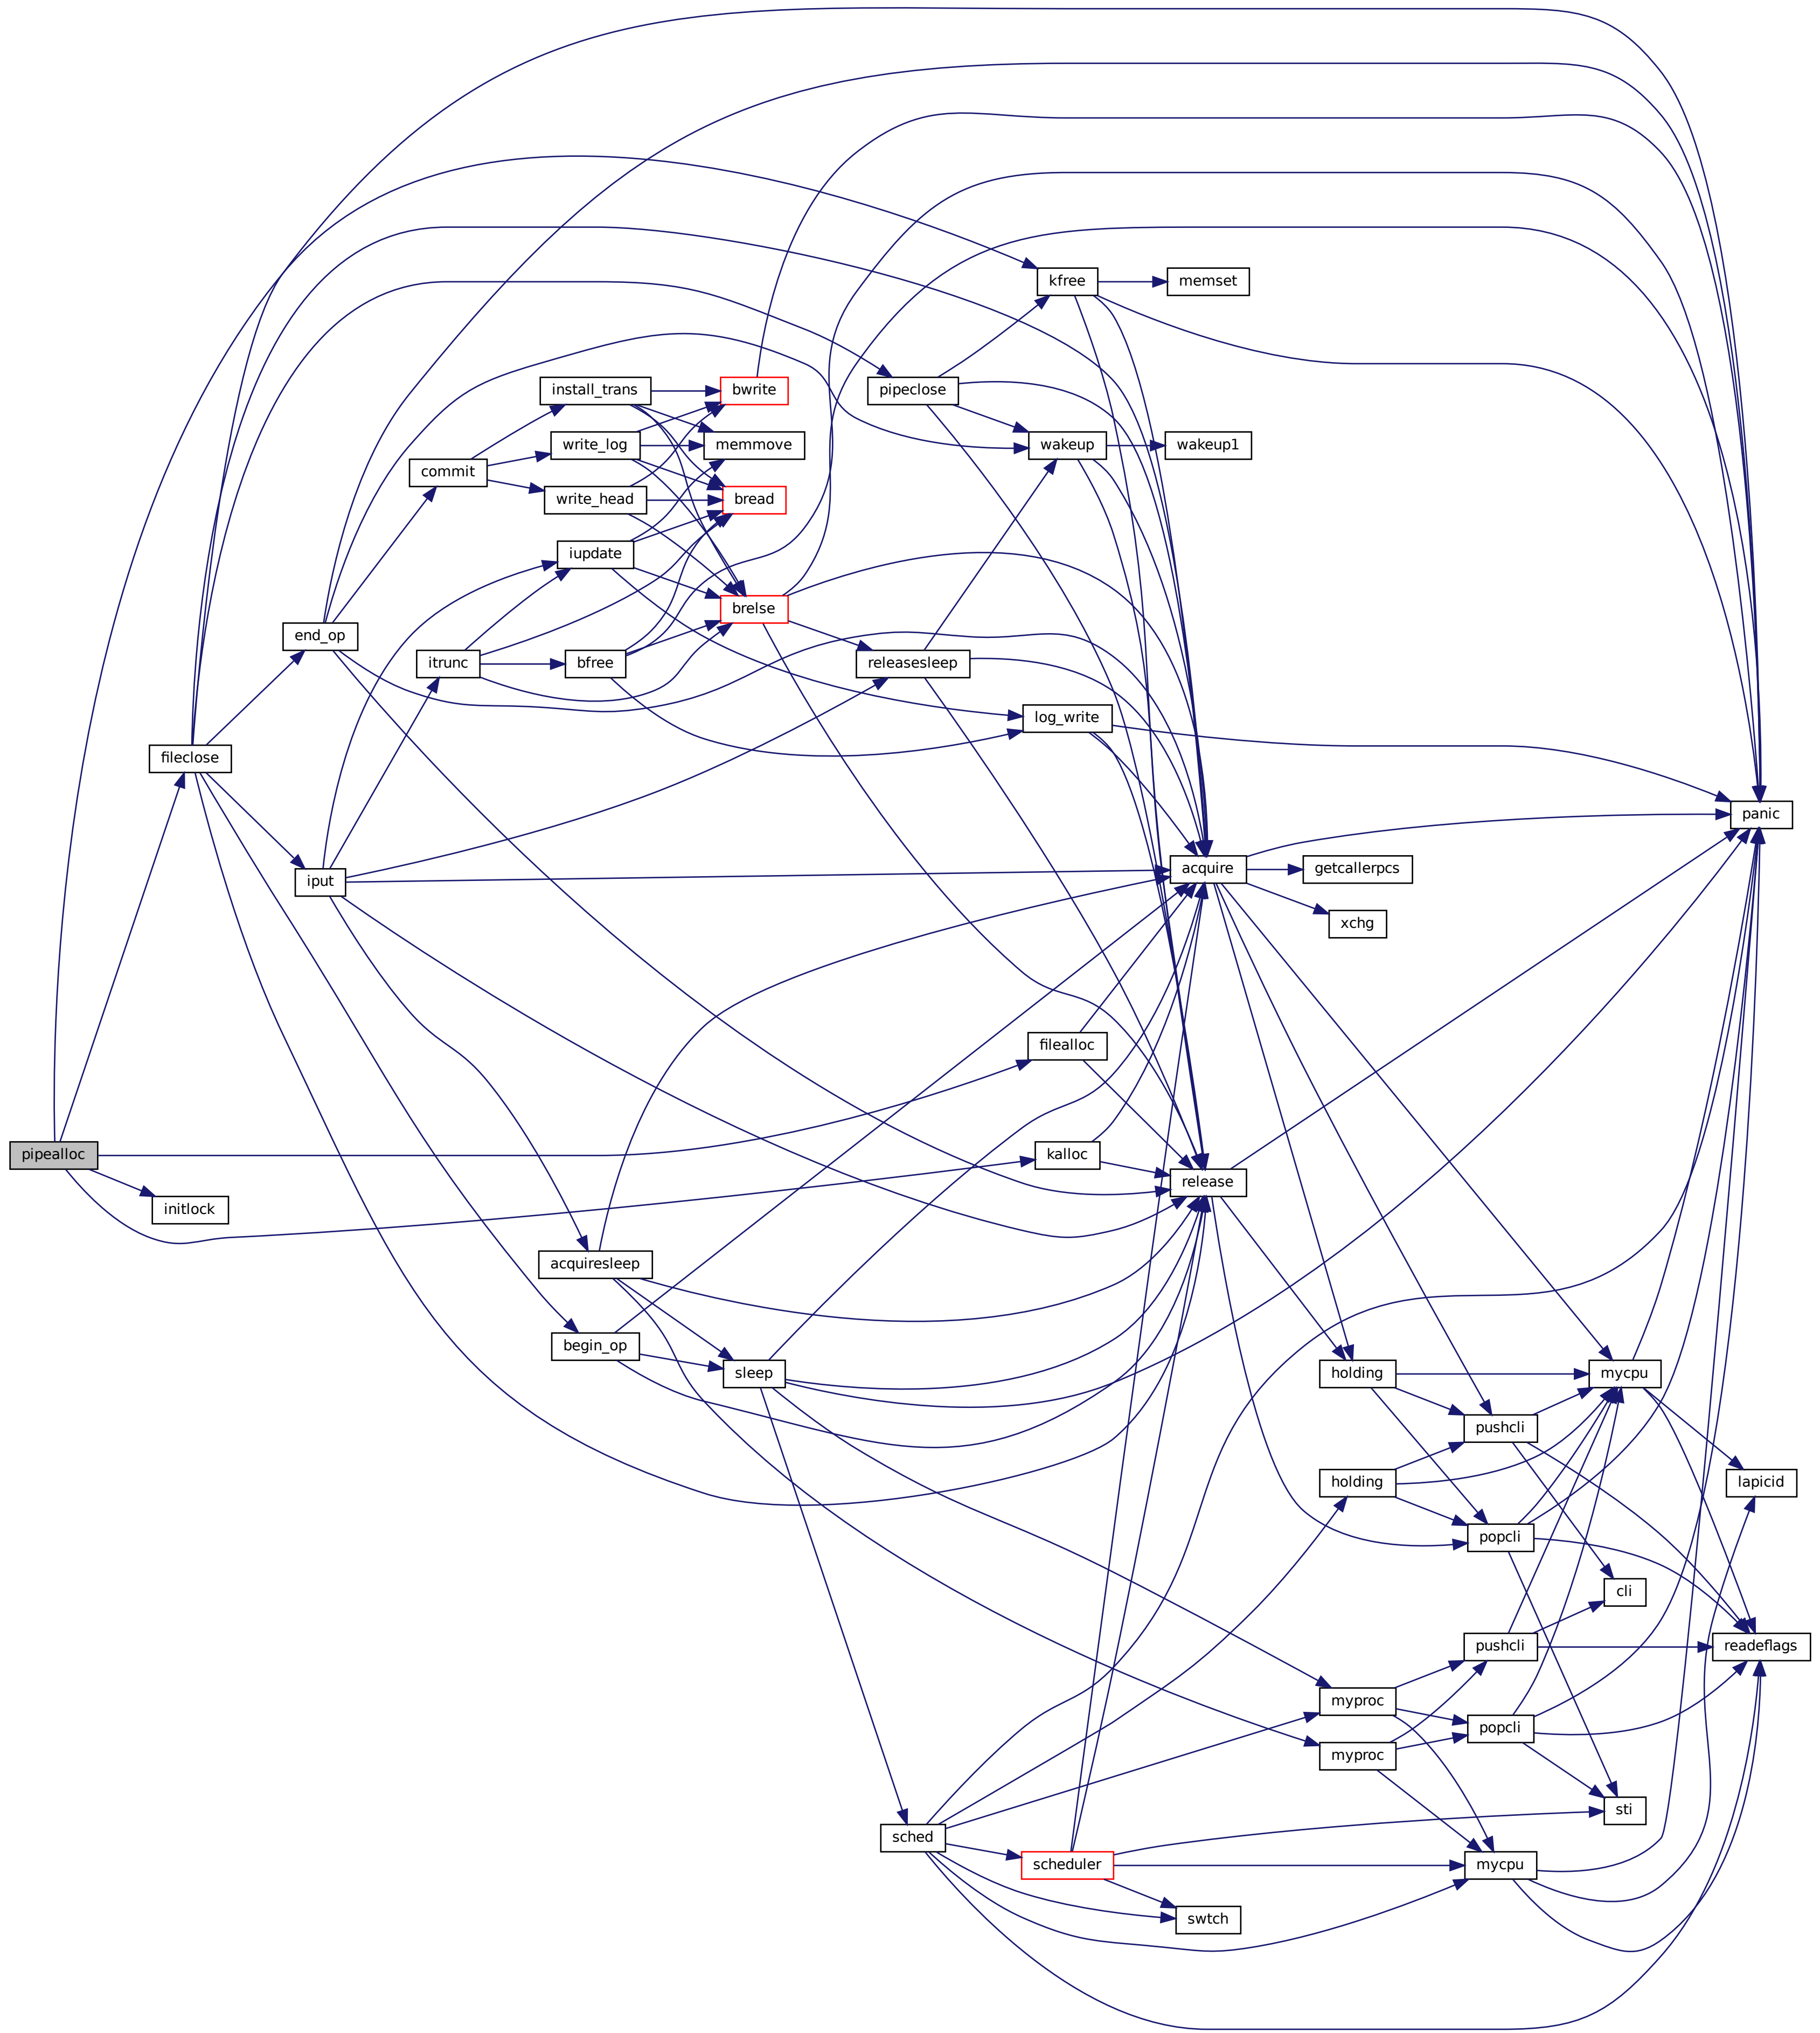 kfree
memset
install_trans
bwrite
pipeclose
write_log
memmove
wakeup
wakeup1
commit
write_head
bread
iupdate
brelse
end_op
itrunc
bfree
releasesleep
log_write
fileclose
panic
iput
acquire
getcallerpcs
xchg
filealloc
pipealloc
kalloc
initlock
release
acquiresleep
begin_op
sleep
holding
mycpu
pushcli
holding
lapicid
popcli
cli
pushcli
readeflags
myproc
popcli
myproc
sti
sched
scheduler
mycpu
swtch